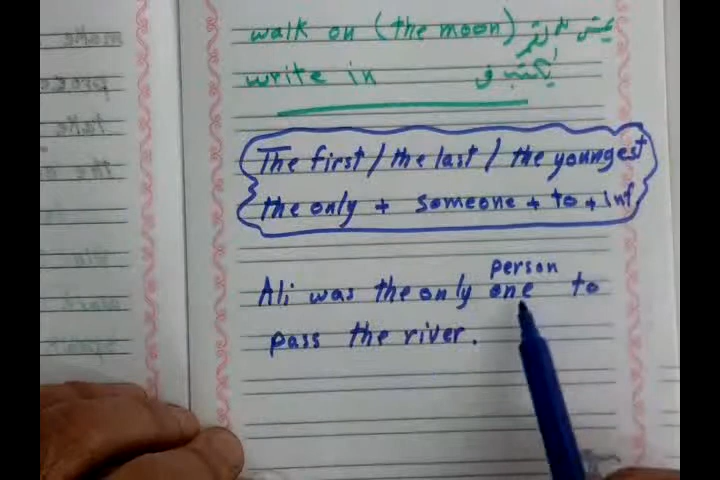 walk on (the moon) يمشي على القمر
write in يكتب في
The first / the last / the youngest
the only + someone + to + inf
person
Ali was the only one to
pass the river.